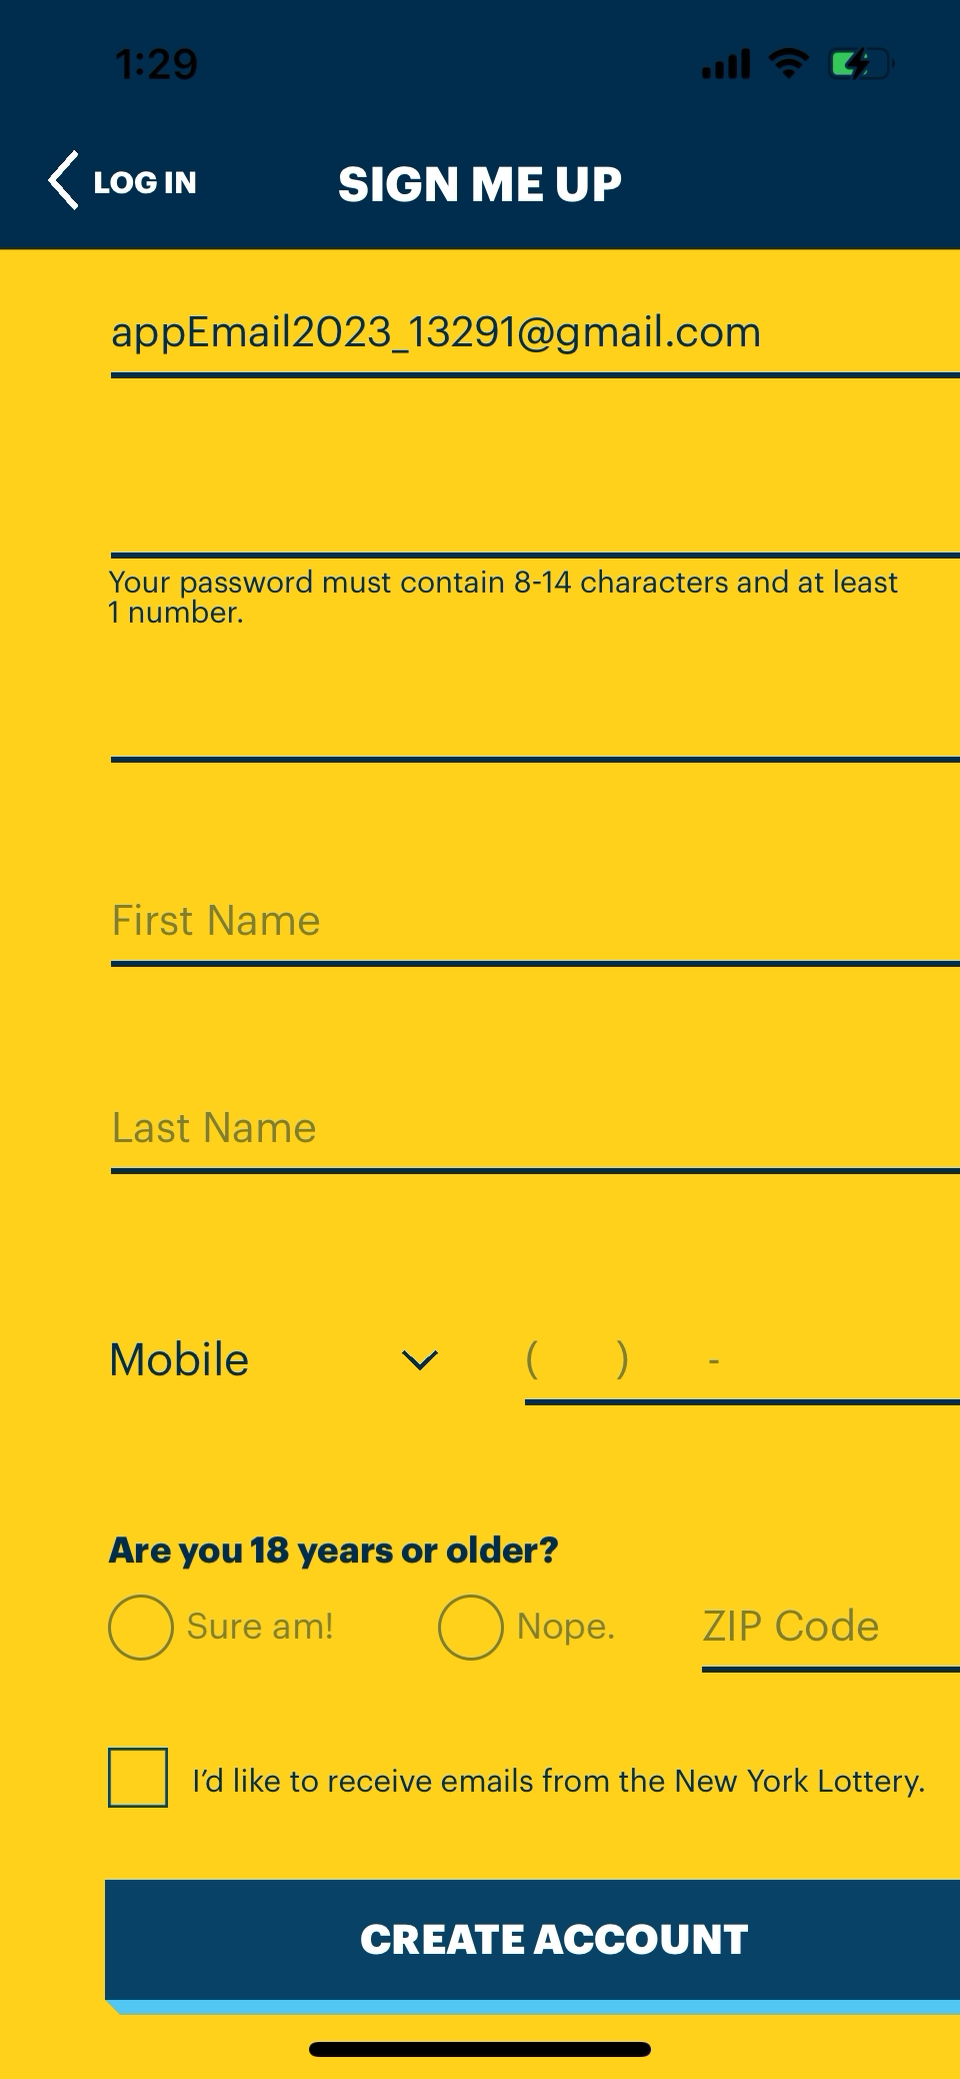 1:29
LOG IN
SIGN ME UP
appEmail2023_13291@gmail.com
Your password must contain 8-14 characters and at least
1 number.
First Name
Last Name
Mobile
( ) -
Are you 18 years or older?
Sure am!
Nope.
ZIP Code
I’d like to receive emails from the New York Lottery.
CREATE ACCOUNT